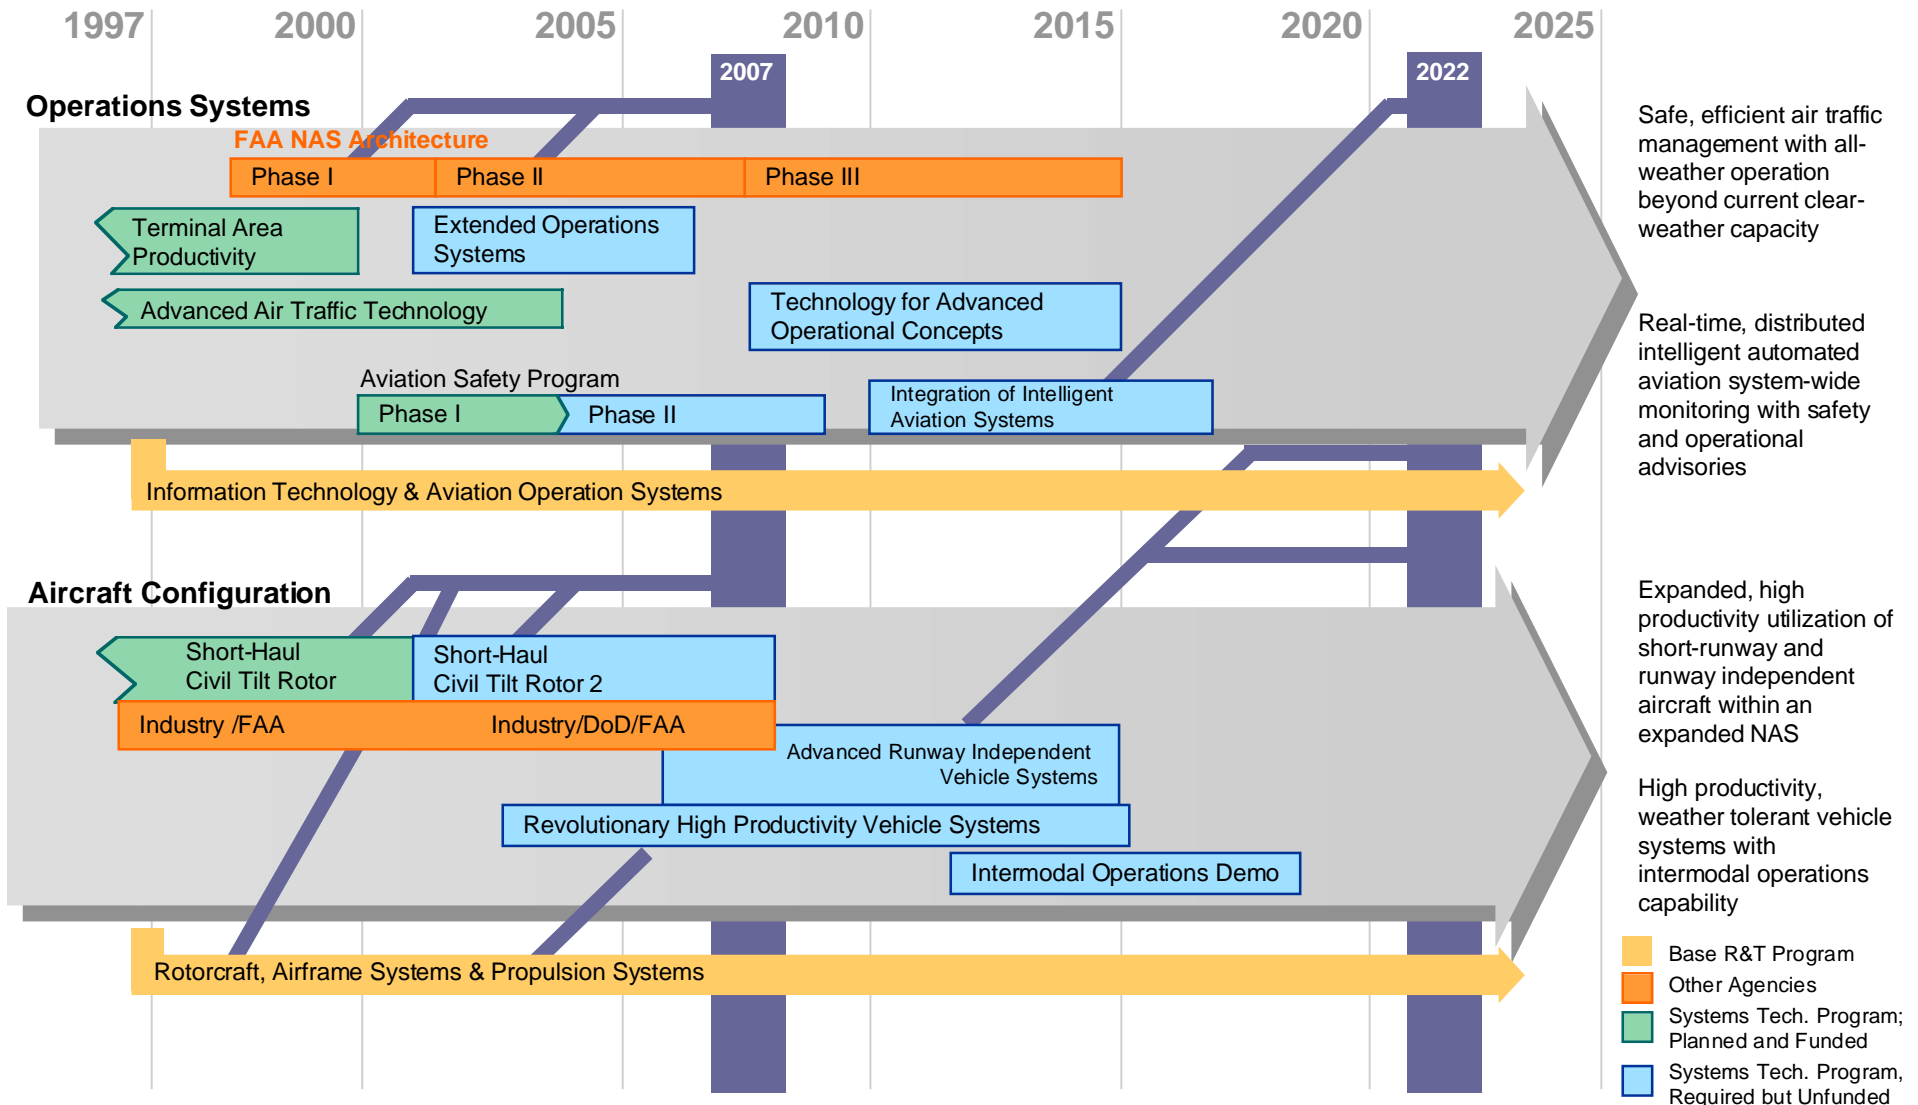 1997
2000
2005
2010
2015
2020
2025
2007
2022
Operations Systems
FAA NAS Architecture
Phase I
Phase II
Phase III
Terminal Area
Productivity
Extended Operations
Systems
Advanced Air Traffic Technology
Technology for Advanced
Operational Concepts
Aviation Safety Program
Phase I
Phase II
Integration of Intelligent
Aviation Systems
Information Technology & Aviation Operation Systems
Safe, efficient air traffic
management with all-
weather operation
beyond current clear-
weather capacity
Real-time, distributed
intelligent automated
aviation system-wide
monitoring with safety
and operational
advisories
Aircraft Configuration
Short-Haul
Civil Tilt Rotor
Short-Haul
Civil Tilt Rotor 2
Industry /FAA
Industry/DoD/FAA
Advanced Runway Independent
Vehicle Systems
Revolutionary High Productivity Vehicle Systems
Intermodal Operations Demo
Rotorcraft, Airframe Systems & Propulsion Systems
Expanded, high
productivity utilization of
short-runway and
runway independent
aircraft within an
expanded NAS
High productivity,
weather tolerant vehicle
systems with
intermodal operations
capability
Base R&T Program
Other Agencies
Systems Tech. Program;
Planned and Funded
Systems Tech. Program,
Required but Unfunded